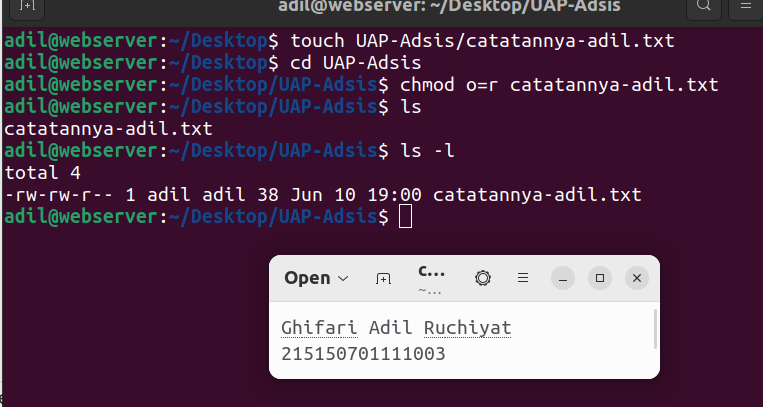 adil@webserver: ~/Desktop/UAP-Adsis
adil@webserver:~/Desktop$ touch UAP-Adsis/catatannya-adil.txt
adil@webserver:~/Desktop$ cd UAP-Adsis
adil@webserver:~/Desktop/UAP-Adsis$ chmod o=r catatannya-adil.txt
adil@webserver:~/Desktop/UAP-Adsis$ ls
catatannya-adil.txt
adil@webserver:~/Desktop/UAP-Adsis$ ls -l
total 4
-rw-rw-r-- 1 adil adil 38 Jun 10 19:00 catatannya-adil.txt
adil@webserver:~/Desktop/UAP-Adsis$
Open c...
~...
Ghifari Adil Ruchiyat
215150701111003